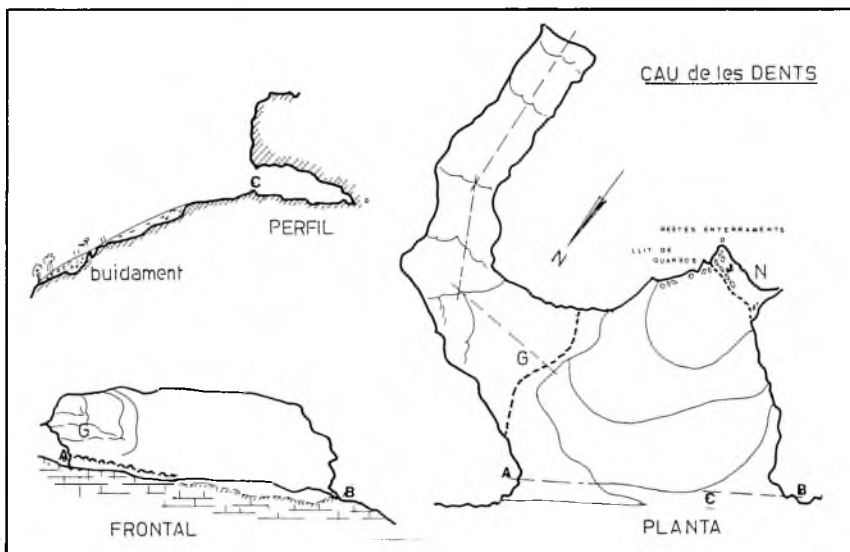 CAU de les DENTS
C
PERFIL
buidament
RESTES ENTERRAMENTS
LLIT DE
QUARSOS
N
N
G
G
A
B
FRONTAL
A
C
B
PLANTA